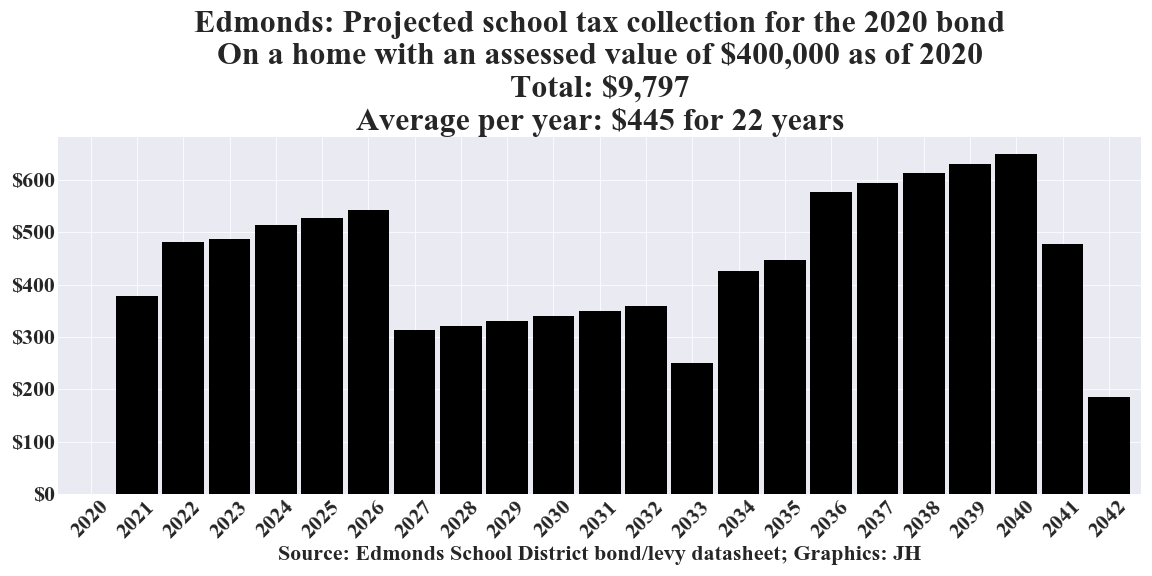 Edmonds: Projected school tax collection for the 2020 bond
On a home with an assessed value of $400,000 as of 2020
Total: $9,797
Average per year: $445 for 22 years
$600
$500
$400
$300
$200
$100
$0
2020 2021 2022 2023 2024 2025 2026 2027 2028 2029 2030 2031 2032 2033 2034 2035 2036 2037 2038 2039 2040 2041 2042
Source: Edmonds School District bond/levy datasheet; Graphics: JH